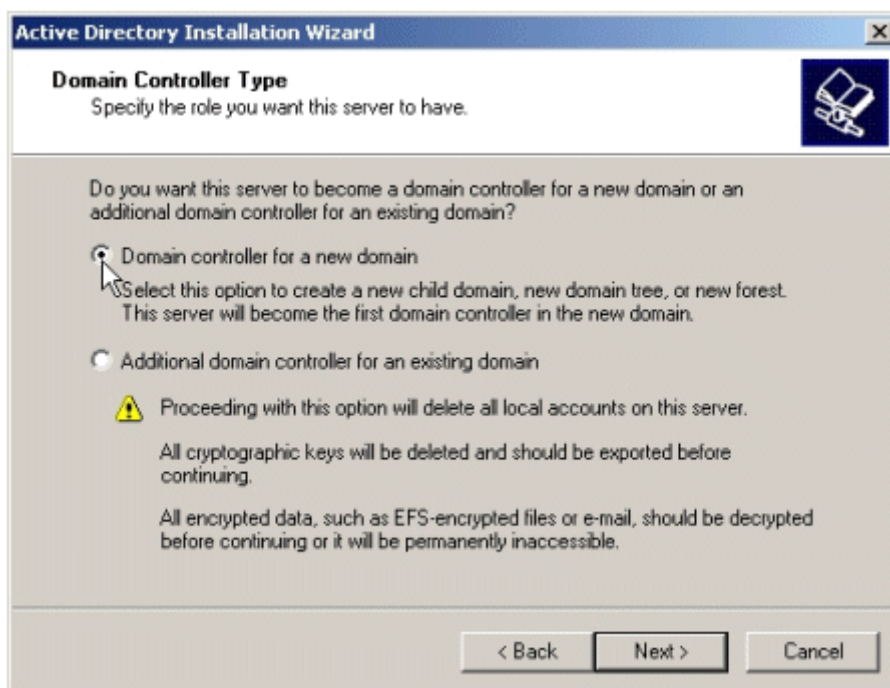 Active Directory Installation Wizard
Domain Controller Type
Specify the role you want this server to have.
Do you want this server to become a domain controller for a new domain or an
additional domain controller for an existing domain?
Domain controller for a new domain
Select this option to create a new child domain, new domain tree, or new forest.
This server will become the first domain controller in the new domain.
Additional domain controller for an existing domain
Proceeding with this option will delete all local accounts on this server.
All cryptographic keys will be deleted and should be exported before
continuing.
All encrypted data, such as EFS-encrypted files or e-mail, should be decrypted
before continuing or it will be permanently inaccessible.
< Back
Next >
Cancel